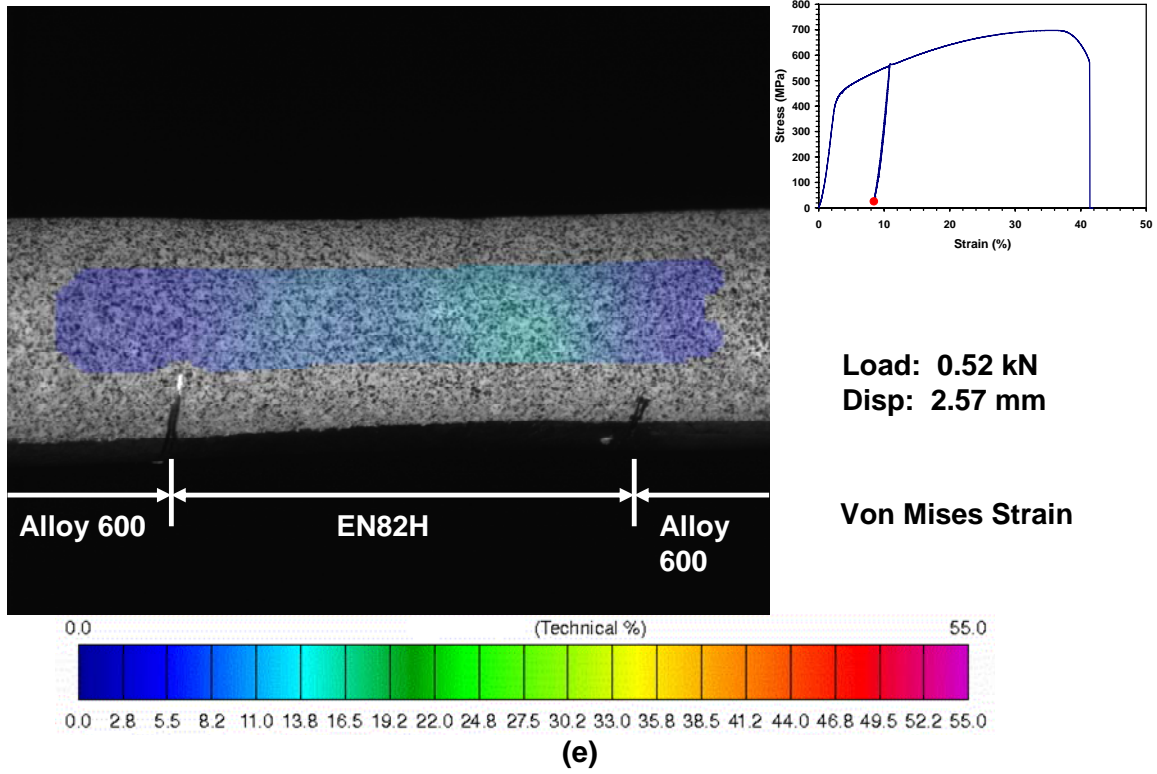 800
700
600
500
400
300
200
100
0
Stress (MPa)
0 10 20 30 40 50
Strain (%)
Load: 0.52 kN
Disp: 2.57 mm
Von Mises Strain
Alloy 600
EN82H
Alloy
600
0.0 (Technical %) 55.0
0.0 2.8 5.5 8.2 11.0 13.8 16.5 19.2 22.0 24.8 27.5 30.2 33.0 35.8 38.5 41.2 44.0 46.8 49.5 52.2 55.0
(e)